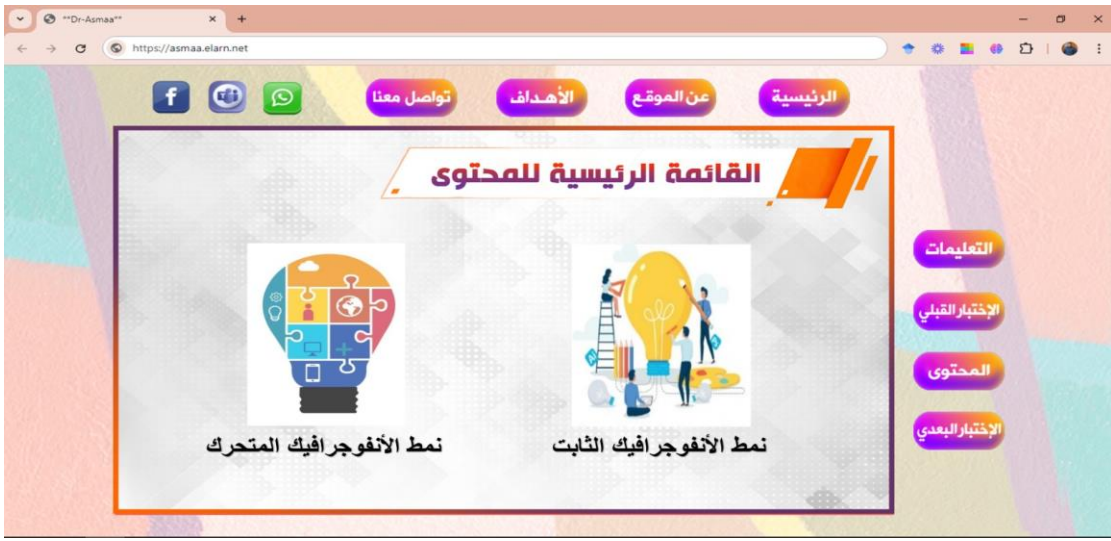 **Dr-Asmaa**
https://asmaa.elarn.net
الرئيسية
عن الموقع
الأهداف
تواصل معنا
القائمة الرئيسية للمحتوى
التعليمات
الإختبار القبلي
المحتوى
الإختبار البعدي
نمط الأنفوجرافيك الثابت
نمط الأنفوجرافيك المتحرك